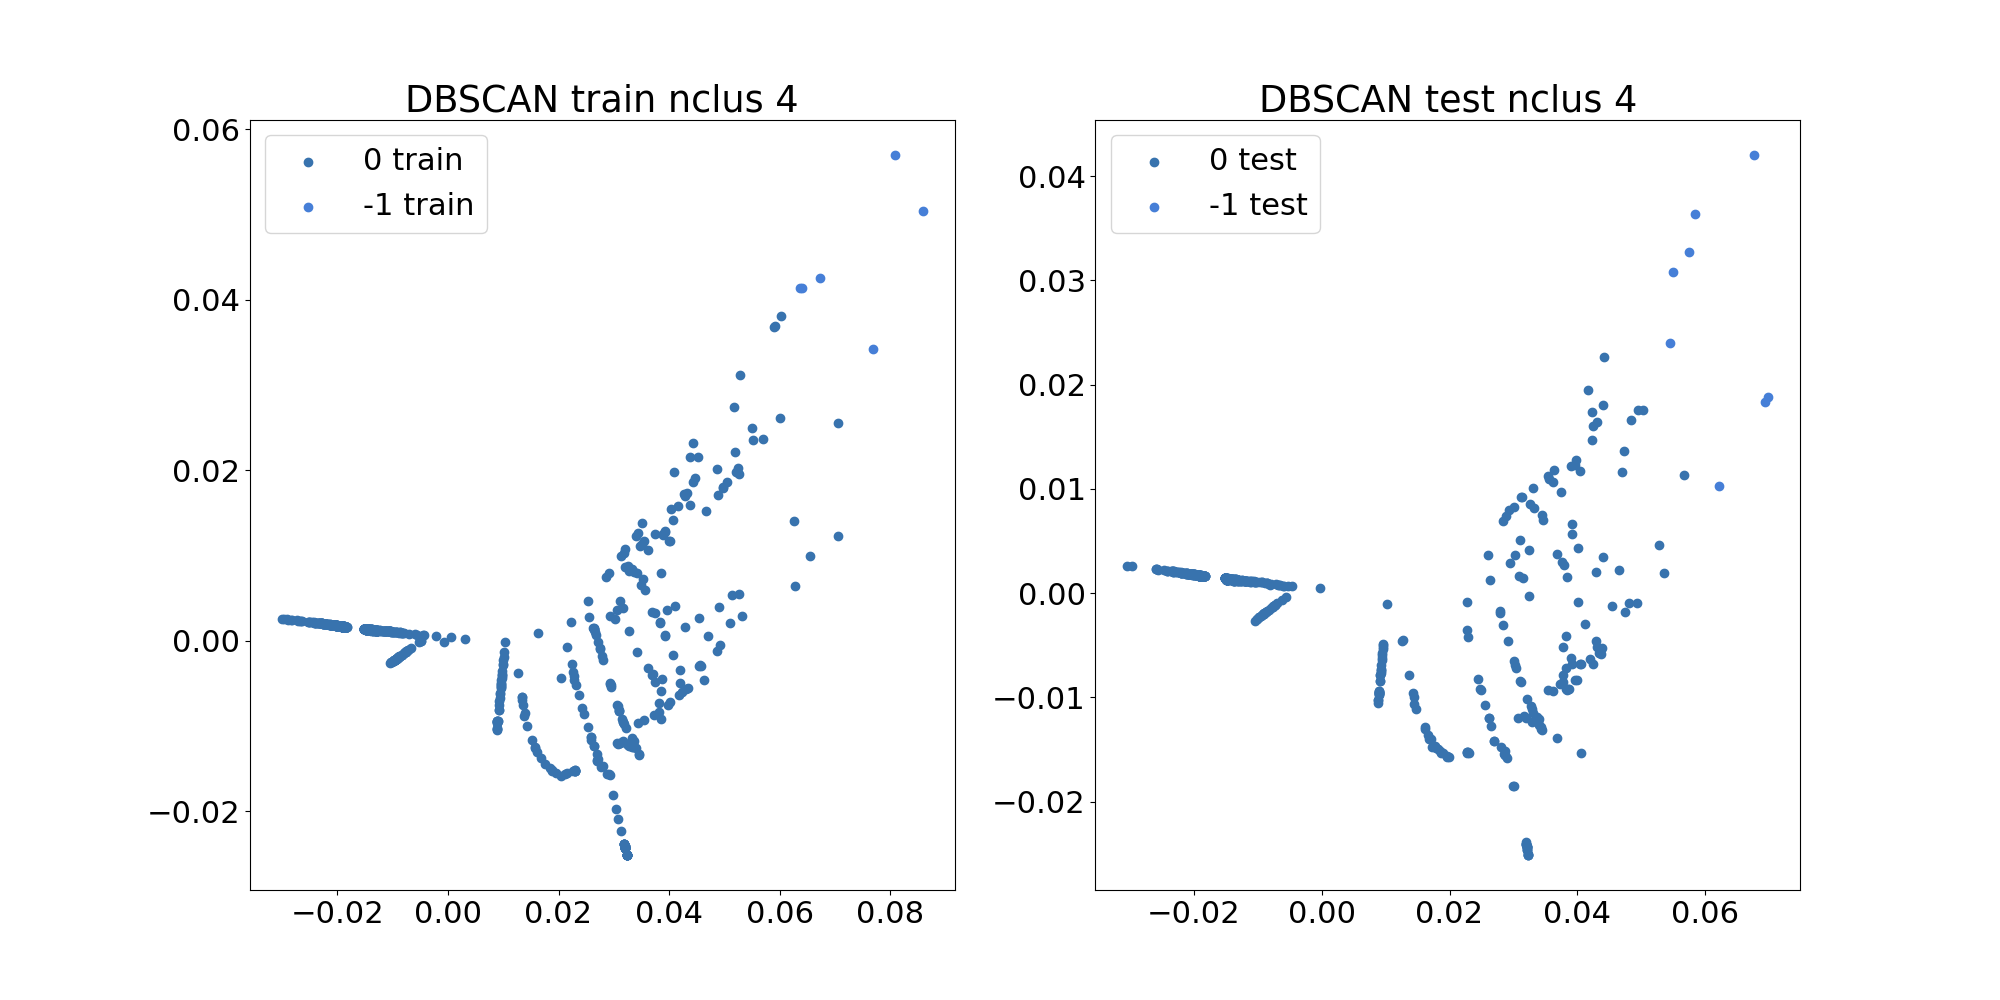 DBSCAN train nclus 4
0.06
0.04
0.02
0.00
−0.02
0 train
-1 train
−0.02 0.00 0.02 0.04 0.06 0.08
DBSCAN test nclus 4
0.04
0.03
0.02
0.01
0.00
−0.01
−0.02
0 test
-1 test
−0.02 0.00 0.02 0.04 0.06